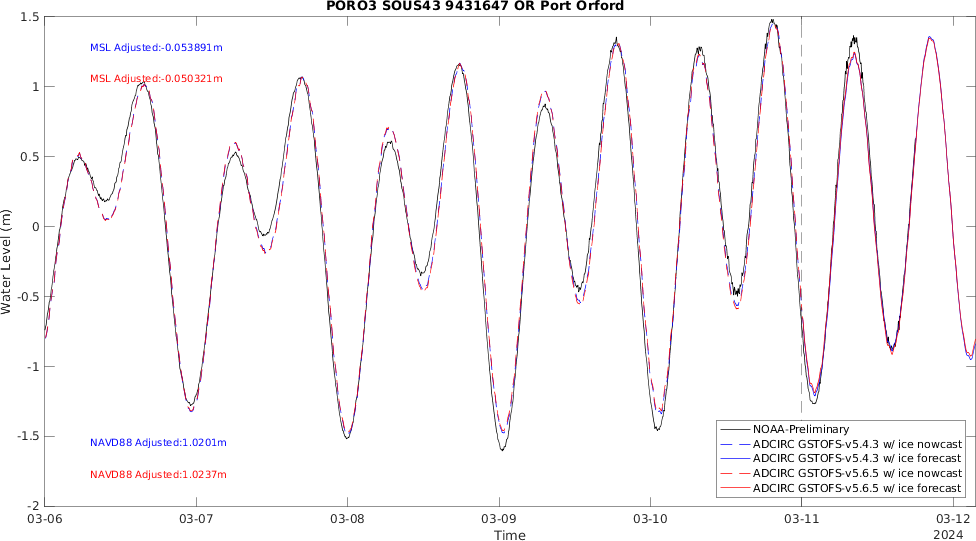 PORO3 SOUS43 9431647 OR Port Orford
MSL Adjusted:-0.053891m
MSL Adjusted:-0.050321m
1.5
1
0.5
0
-0.5
-1
-1.5
-2
Water Level (m)
NAVD88 Adjusted:1.0201m
NAVD88 Adjusted:1.0237m
NOAA-Preliminary
ADCIRC GSTOFS-v5.4.3 w/ ice nowcast
ADCIRC GSTOFS-v5.4.3 w/ ice forecast
ADCIRC GSTOFS-v5.6.5 w/ ice nowcast
ADCIRC GSTOFS-v5.6.5 w/ ice forecast
03-06 03-07 03-08 03-09 03-10 03-11 03-12
Time
2024